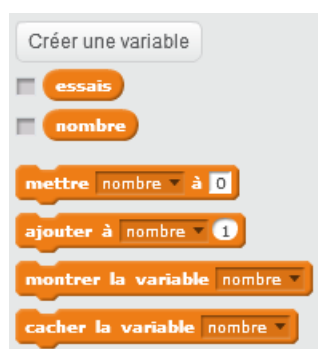 Créer une variable
essais
nombre
mettre nombre à 0
ajouter à nombre 1
montrer la variable nombre
cacher la variable nombre